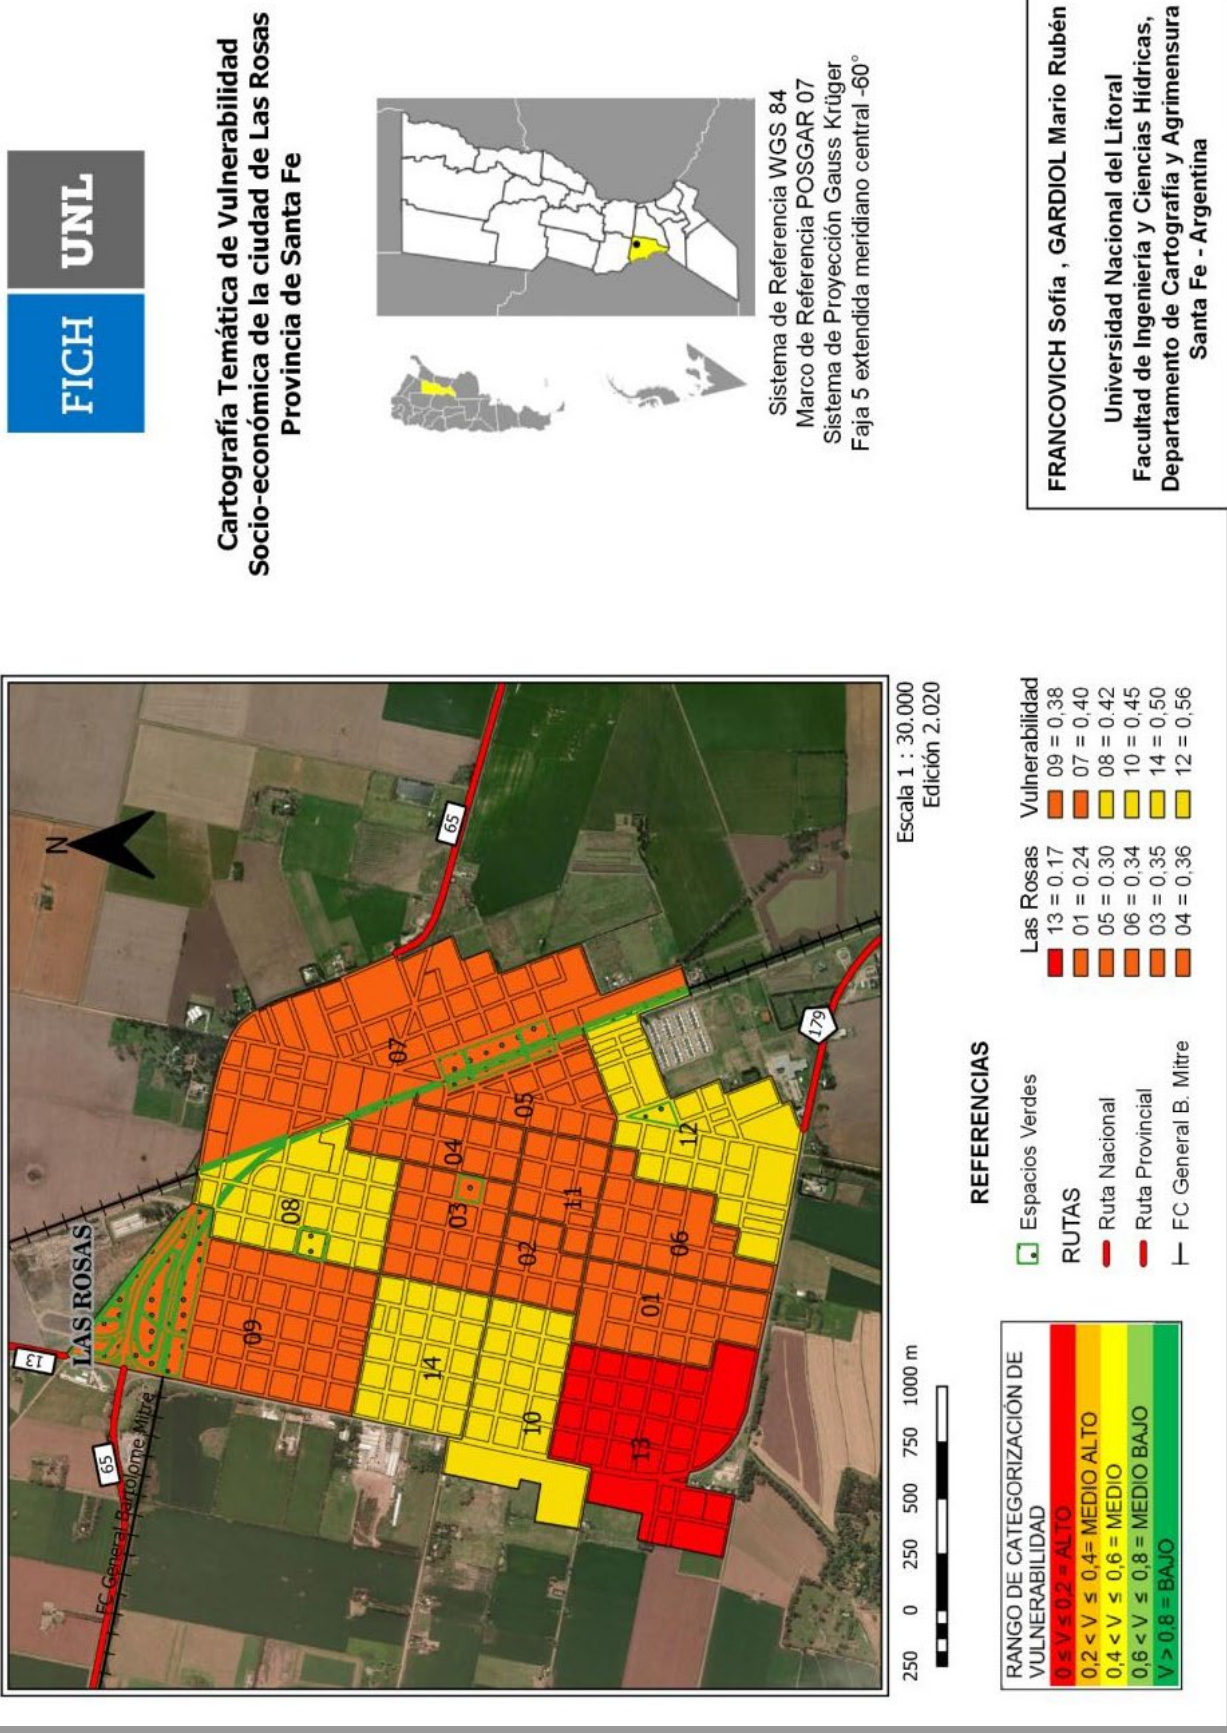 FICH UNL
Cartografía Temática de Vulnerabilidad
Socio-económica de la ciudad de Las Rosas
Provincia de Santa Fe
Sistema de Referencia WGS 84
Marco de Referencia POSGAR 07
Sistema de Proyección Gauss Krüger
Faja 5 extendida meridiano central -60°
FRANCOVICH Sofía , GARDIOL Mario Rubén
Universidad Nacional del Litoral
Facultad de Ingeniería y Ciencias Hídricas,
Departamento de Cartografía y Agrimensura
Santa Fe - Argentina
N
13
LAS ROSAS
65
FC General Bartolome Mitre
65
179
09
08
07
14
03
04
05
10
02
11
12
13
01
06
Escala 1 : 30.000
Edición 2.020
250 0 250 500 750 1000 m
RANGO DE CATEGORIZACIÓN DE
VULNERABILIDAD
0 ≤ V ≤ 0,2 = ALTO
0,2 < V ≤ 0,4= MEDIO ALTO
0,4 < V ≤ 0,6 = MEDIO
0,6 < V ≤ 0,8 = MEDIO BAJO
V > 0,8 = BAJO
REFERENCIAS
Espacios Verdes
RUTAS
Ruta Nacional
Ruta Provincial
FC General B. Mitre
Las Rosas Vulnerabilidad
13 = 0.17 09 = 0,38
01 = 0.24 07 = 0,40
05 = 0.30 08 = 0.42
06 = 0,34 10 = 0,45
03 = 0,35 14 = 0,50
04 = 0,36 12 = 0,56